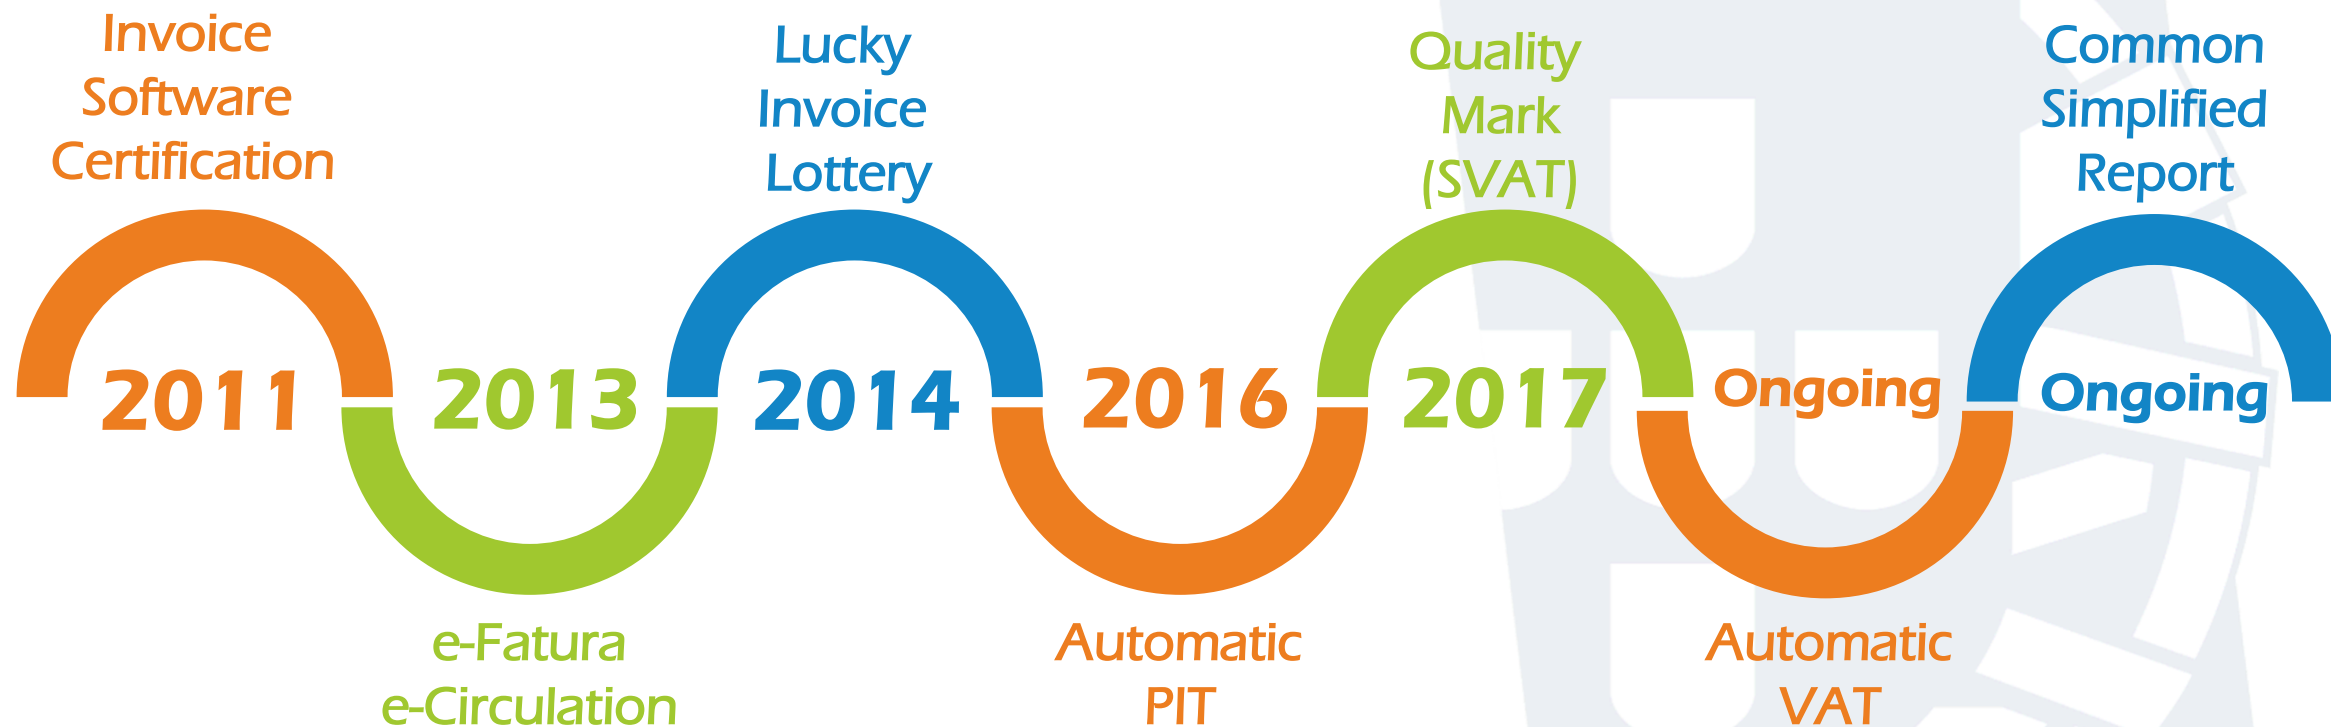 Invoice
Software
Certification
2011
2013
e-Fatura
e-Circulation
Lucky
Invoice
Lottery
2014
2016
Automatic
PIT
Quality
Mark
(SVAT)
2017
Ongoing
Automatic
VAT
Common
Simplified
Report
Ongoing